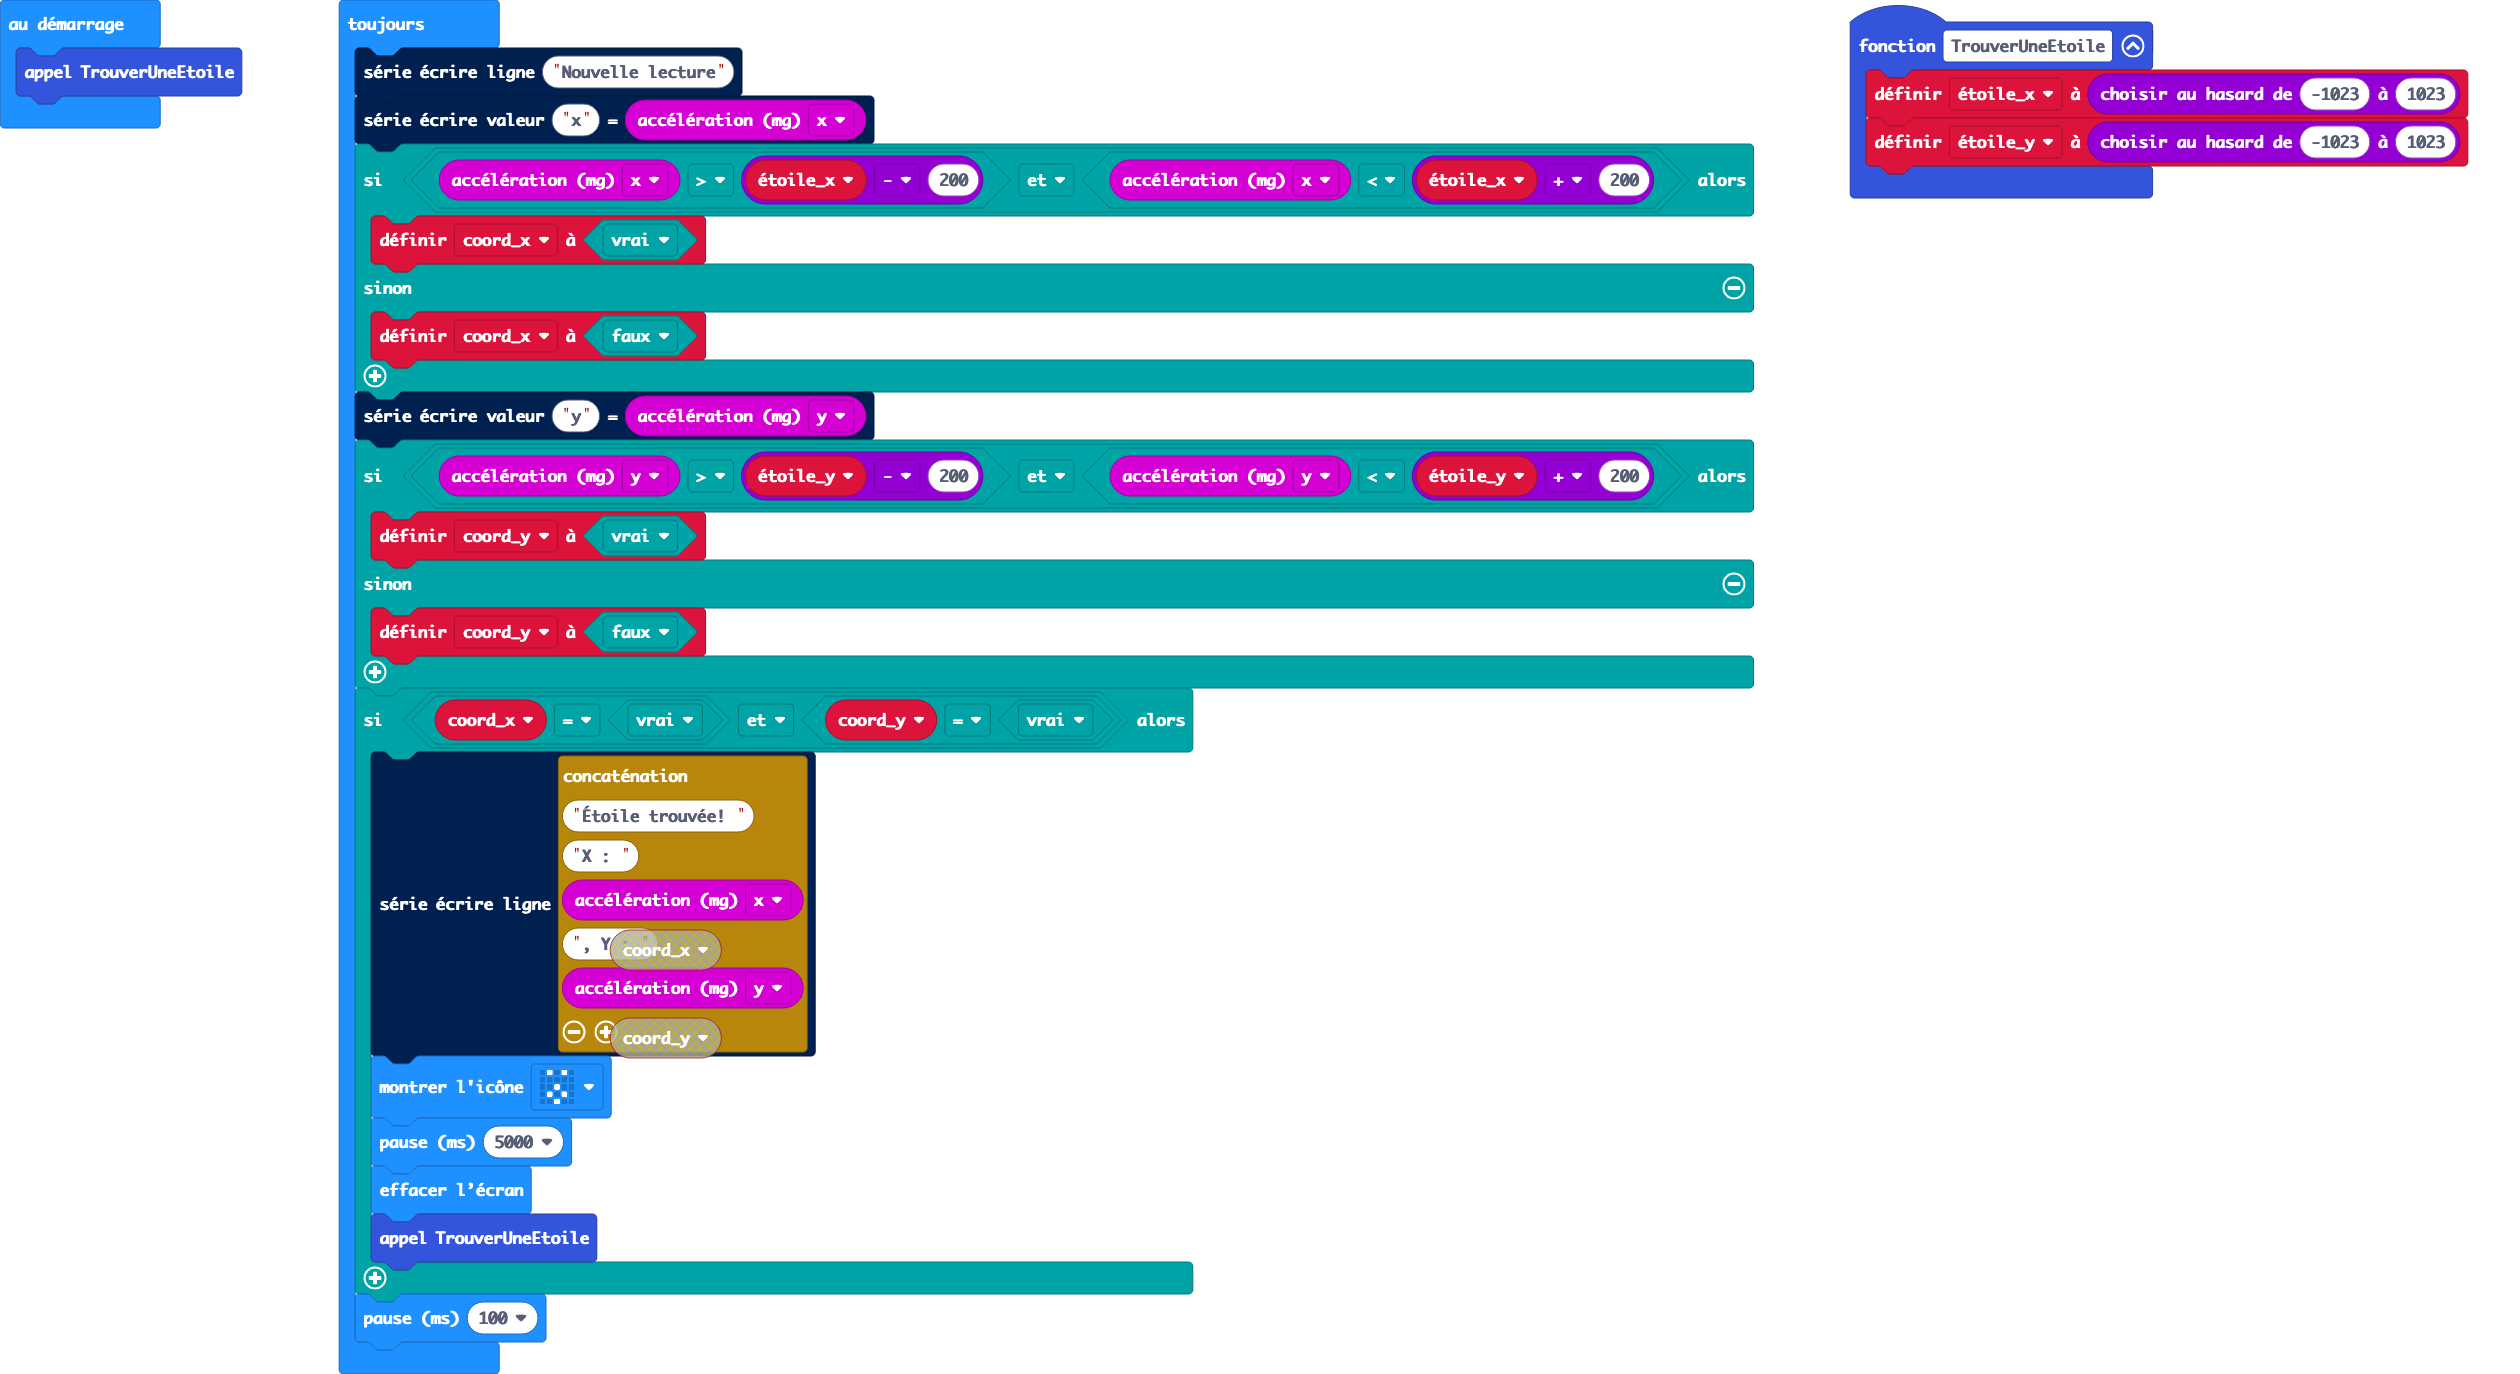 au démarrage
appel TrouverUneEtoile
toujours
série écrire ligne "Nouvelle lecture"
série écrire valeur "x" = accélération (mg) x
si accélération (mg) x > étoile_x - 200 et accélération (mg) x < étoile_x + 200 alors
définir coord_x à vrai
sinon
définir coord_x à faux
série écrire valeur "y" = accélération (mg) y
si accélération (mg) y > étoile_y - 200 et accélération (mg) y < étoile_y + 200 alors
définir coord_y à vrai
sinon
définir coord_y à faux
si coord_x = vrai et coord_y = vrai alors
concaténation
"Étoile trouvée! "
"X : "
accélération (mg) x
série écrire ligne
", Y
coord_x
accélération (mg) y
coord_y
montrer l'icône
pause (ms) 5000
effacer l’écran
appel TrouverUneEtoile
pause (ms) 100
fonction TrouverUneEtoile
définir étoile_x à choisir au hasard de -1023 à 1023
définir étoile_y à choisir au hasard de -1023 à 1023